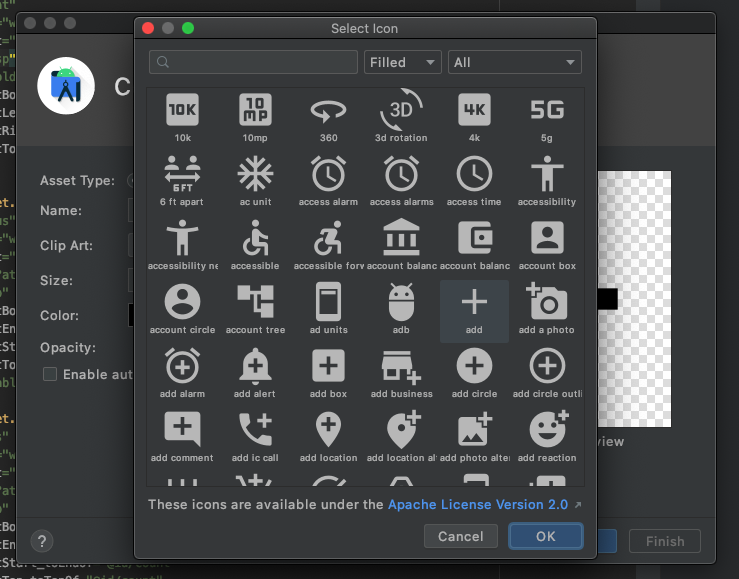 Select Icon
Filled
All
10K
10 MP
3D
4K
5G
10k
10mp
360
3d rotation
4k
5g
6FT
6 ft apart
ac unit
access alarm
access alarms
access time
accessibility
accessibility ne
accessible
accessible forw
account balanc
account balanc
account box
account circle
account tree
ad units
adb
add
add a photo
add alarm
add alert
add box
add business
add circle
add circle outli
add comment
add ic call
add location
add location al
add photo alte
add reaction
These icons are available under the Apache License Version 2.0
Cancel
OK
C
Asset Type:
Name:
Clip Art:
Size:
Color:
Opacity:
Enable aut
view
?
Finish